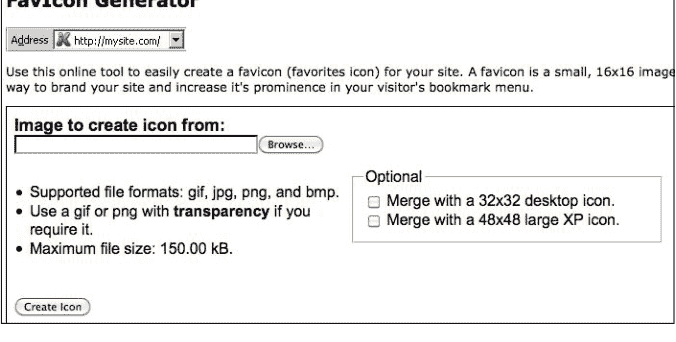 FavIcon Generator
Address http://mysite.com/
Use this online tool to easily create a favicon (favorites icon) for your site. A favicon is a small, 16x16 image
way to brand your site and increase it's prominence in your visitor's bookmark menu.
Image to create icon from:
Browse...
• Supported file formats: gif, jpg, png, and bmp.
• Use a gif or png with transparency if you
require it.
• Maximum file size: 150.00 kB.
Optional
Merge with a 32x32 desktop icon.
Merge with a 48x48 large XP icon.
Create Icon